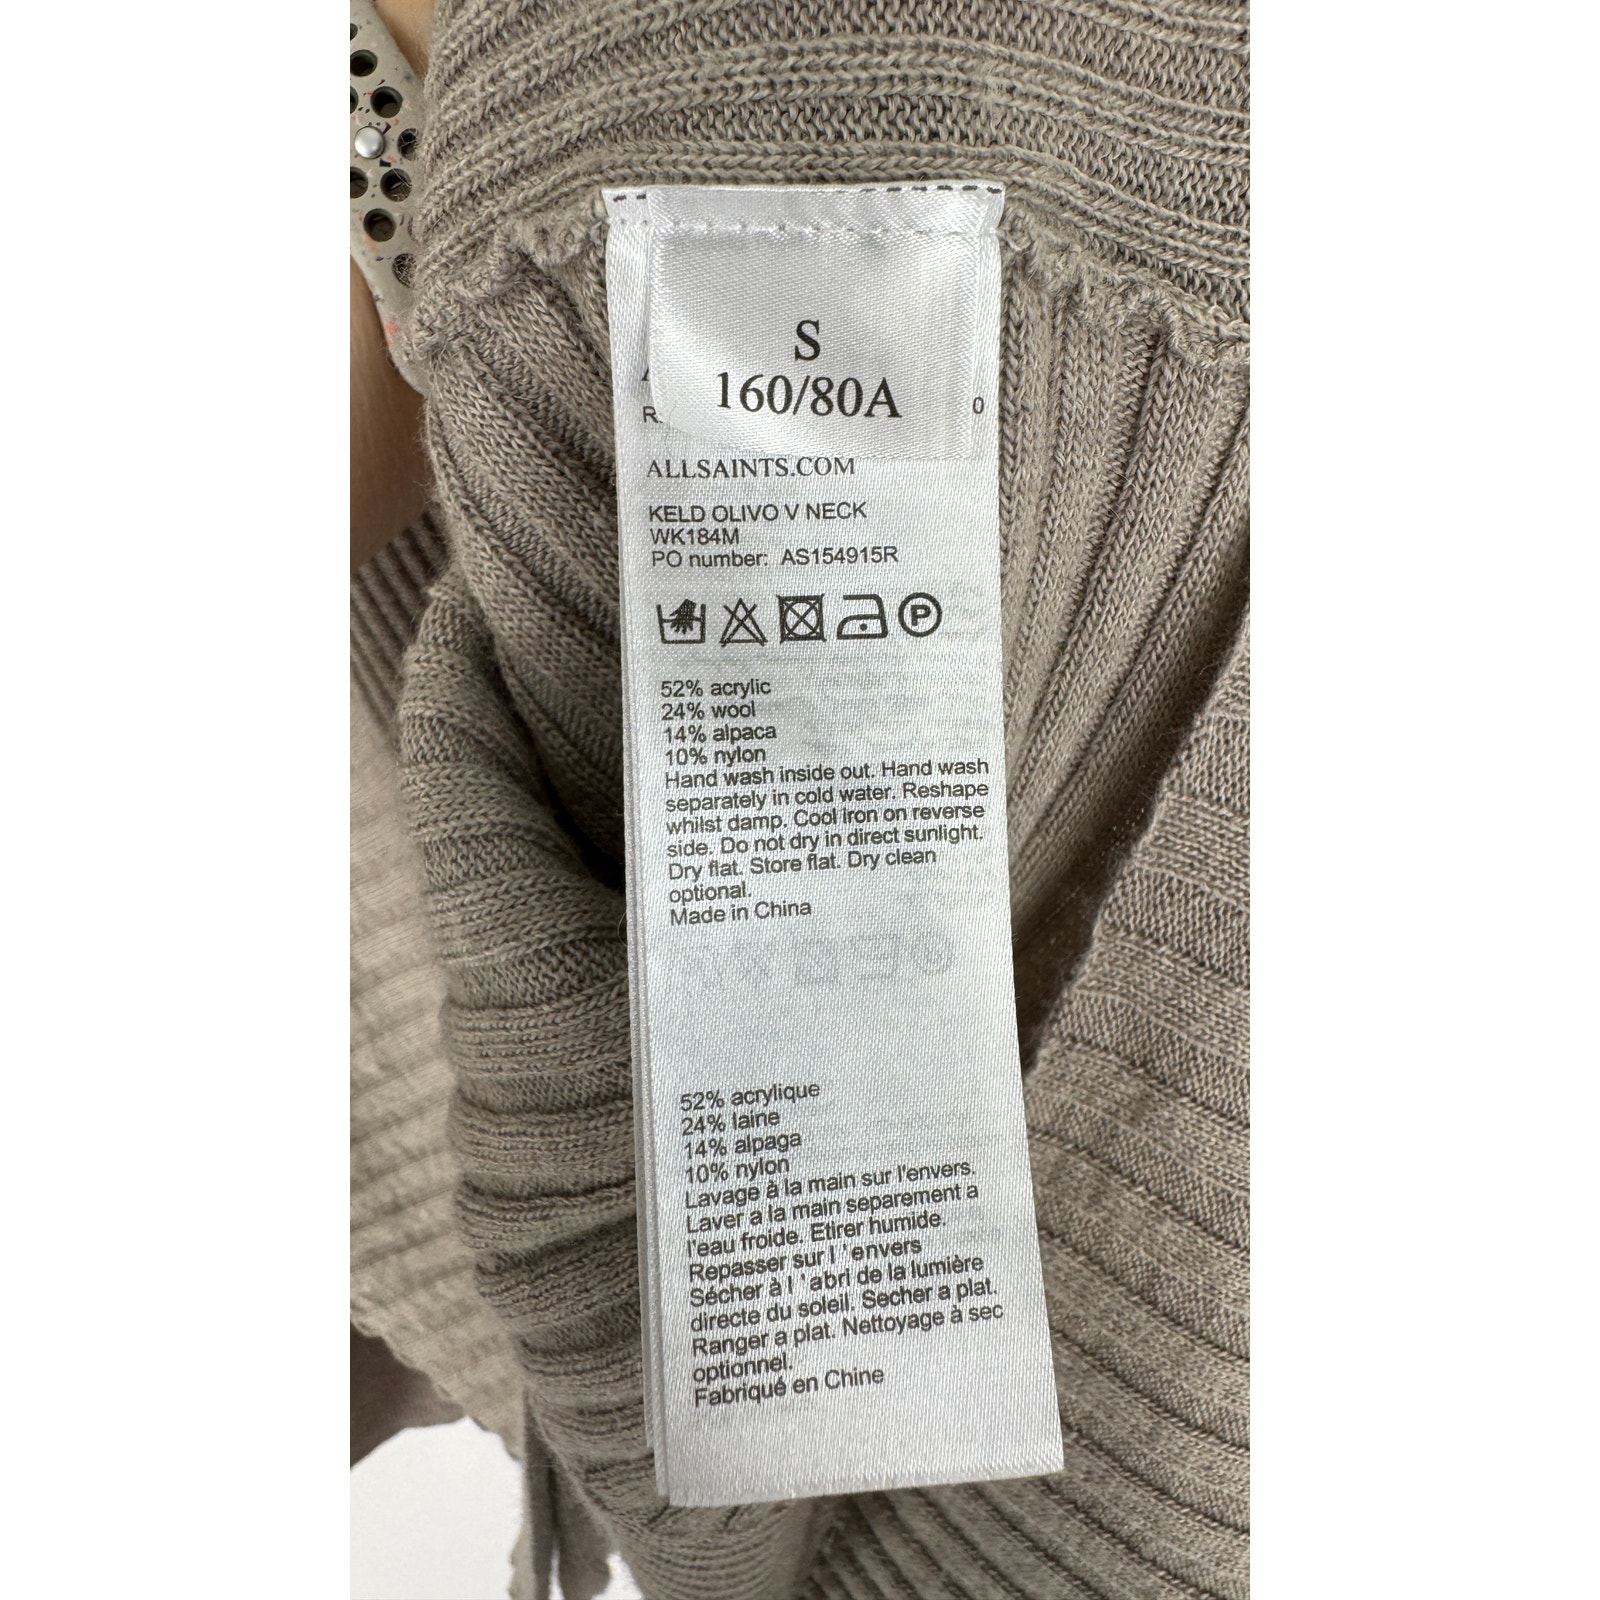 S
160/80A
ALLSAINTS.COM
KELD OLIVO V NECK
WK184M
PO number: AS154915R
P
52% acrylic
24% wool
14% alpaca
10% nylon
Hand wash inside out. Hand wash
separately in cold water. Reshape
whilst damp. Cool iron on reverse
side. Do not dry in direct sunlight.
Dry flat. Store flat. Dry clean
optional.
Made in China
52% acrylique
24% laine
14% alpaga
10% nylon
Lavage à la main sur l'envers.
Laver a la main separement a
l'eau froide. Etirer humide.
Repasser sur l 'envers
Sécher à l 'abri de la lumière
directe du soleil. Secher a plat.
Ranger a plat. Nettoyage à sec
optionnel.
Fabriqué en Chine